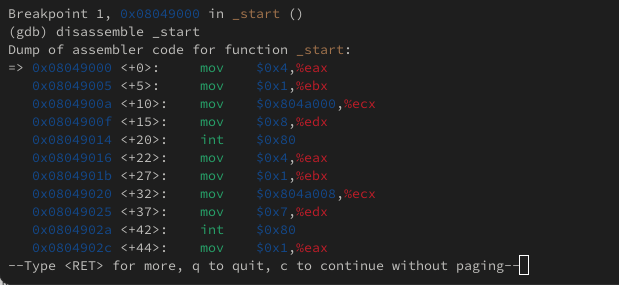 Breakpoint 1, 0x08049000 in _start ()
(gdb) disassemble _start
Dump of assembler code for function _start:
=> 0x08049000 <+0>:     mov    $0x4,%eax
   0x08049005 <+5>:     mov    $0x1,%ebx
   0x0804900a <+10>:    mov    $0x804a000,%ecx
   0x0804900f <+15>:    mov    $0x8,%edx
   0x08049014 <+20>:    int    $0x80
   0x08049016 <+22>:    mov    $0x4,%eax
   0x0804901b <+27>:    mov    $0x1,%ebx
   0x08049020 <+32>:    mov    $0x804a008,%ecx
   0x08049025 <+37>:    mov    $0x7,%edx
   0x0804902a <+42>:    int    $0x80
   0x0804902c <+44>:    mov    $0x1,%eax
--Type <RET> for more, q to quit, c to continue without paging--